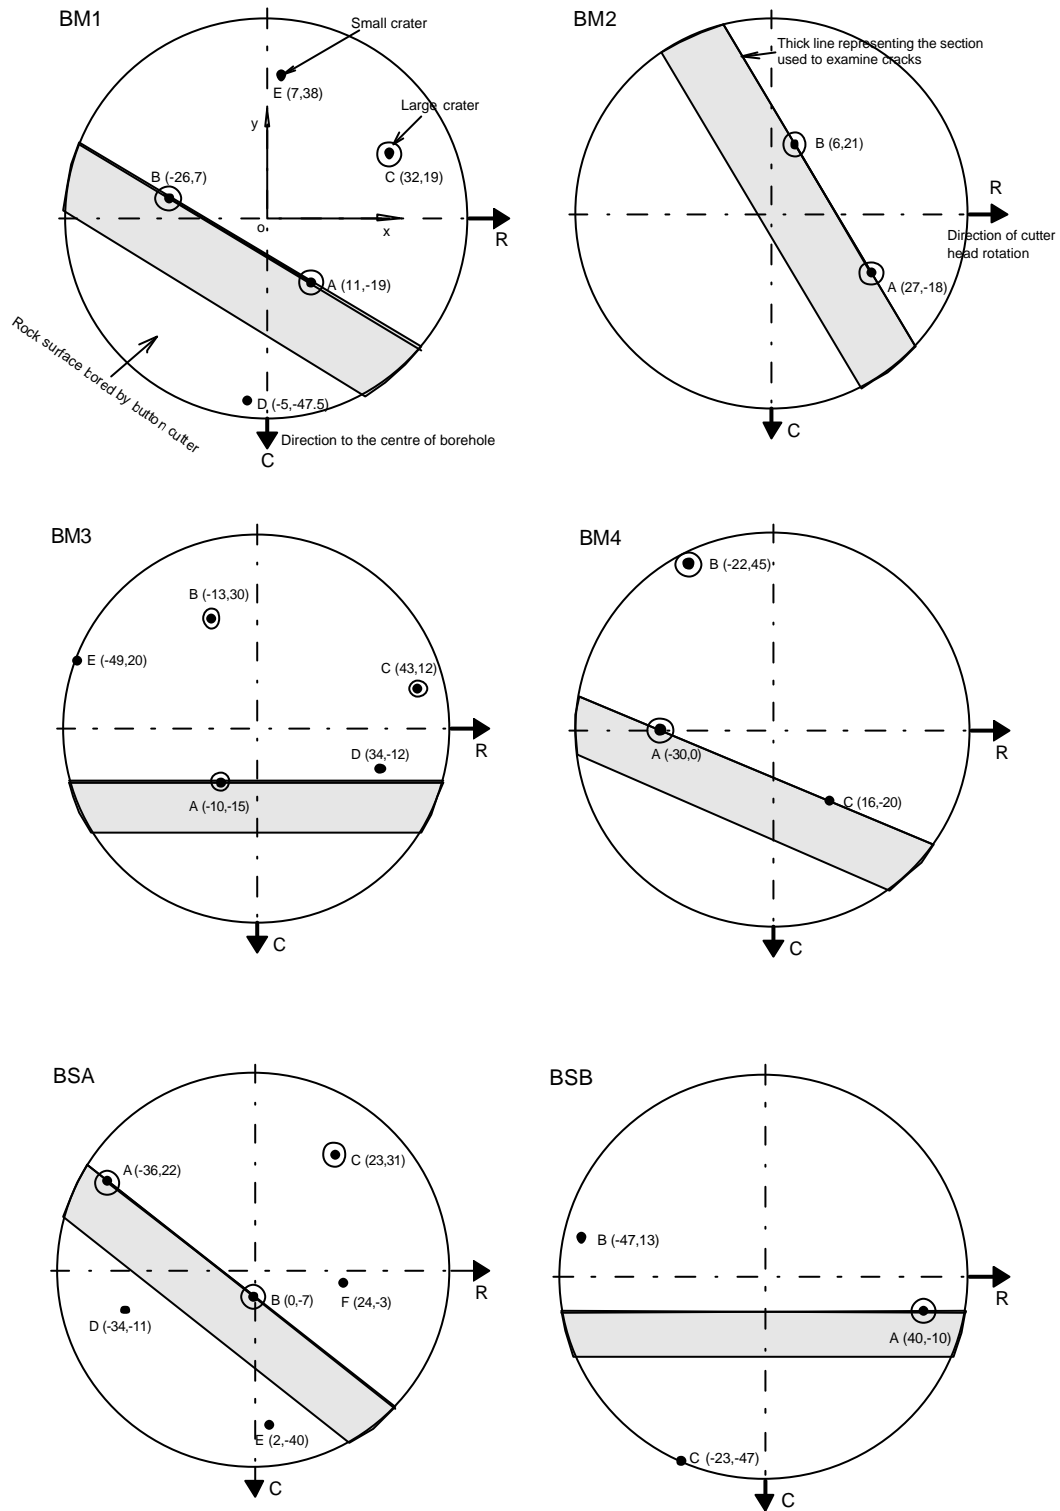 BM1
Small crater
E (7,38)
Large crater
y
C (32,19)
B (-26,7)
o
x
R
A (11,-19)
Rock surface bored by button cutter
D (-5,-47.5)
Direction to the centre of borehole
C
BM2
Thick line representing the section
used to examine cracks
B (6,21)
R
Direction of cutter
head rotation
A (27,-18)
C
BM3
B (-13,30)
E (-49,20)
C (43,12)
R
D (34,-12)
A (-10,-15)
C
BM4
B (-22,45)
R
A (-30,0)
C (16,-20)
C
BSA
A (-36,22)
C (23,31)
R
B (0,-7)
F (24,-3)
D (-34,-11)
E (2,-40)
C
BSB
B (-47,13)
R
A (40,-10)
C (-23,-47)
C